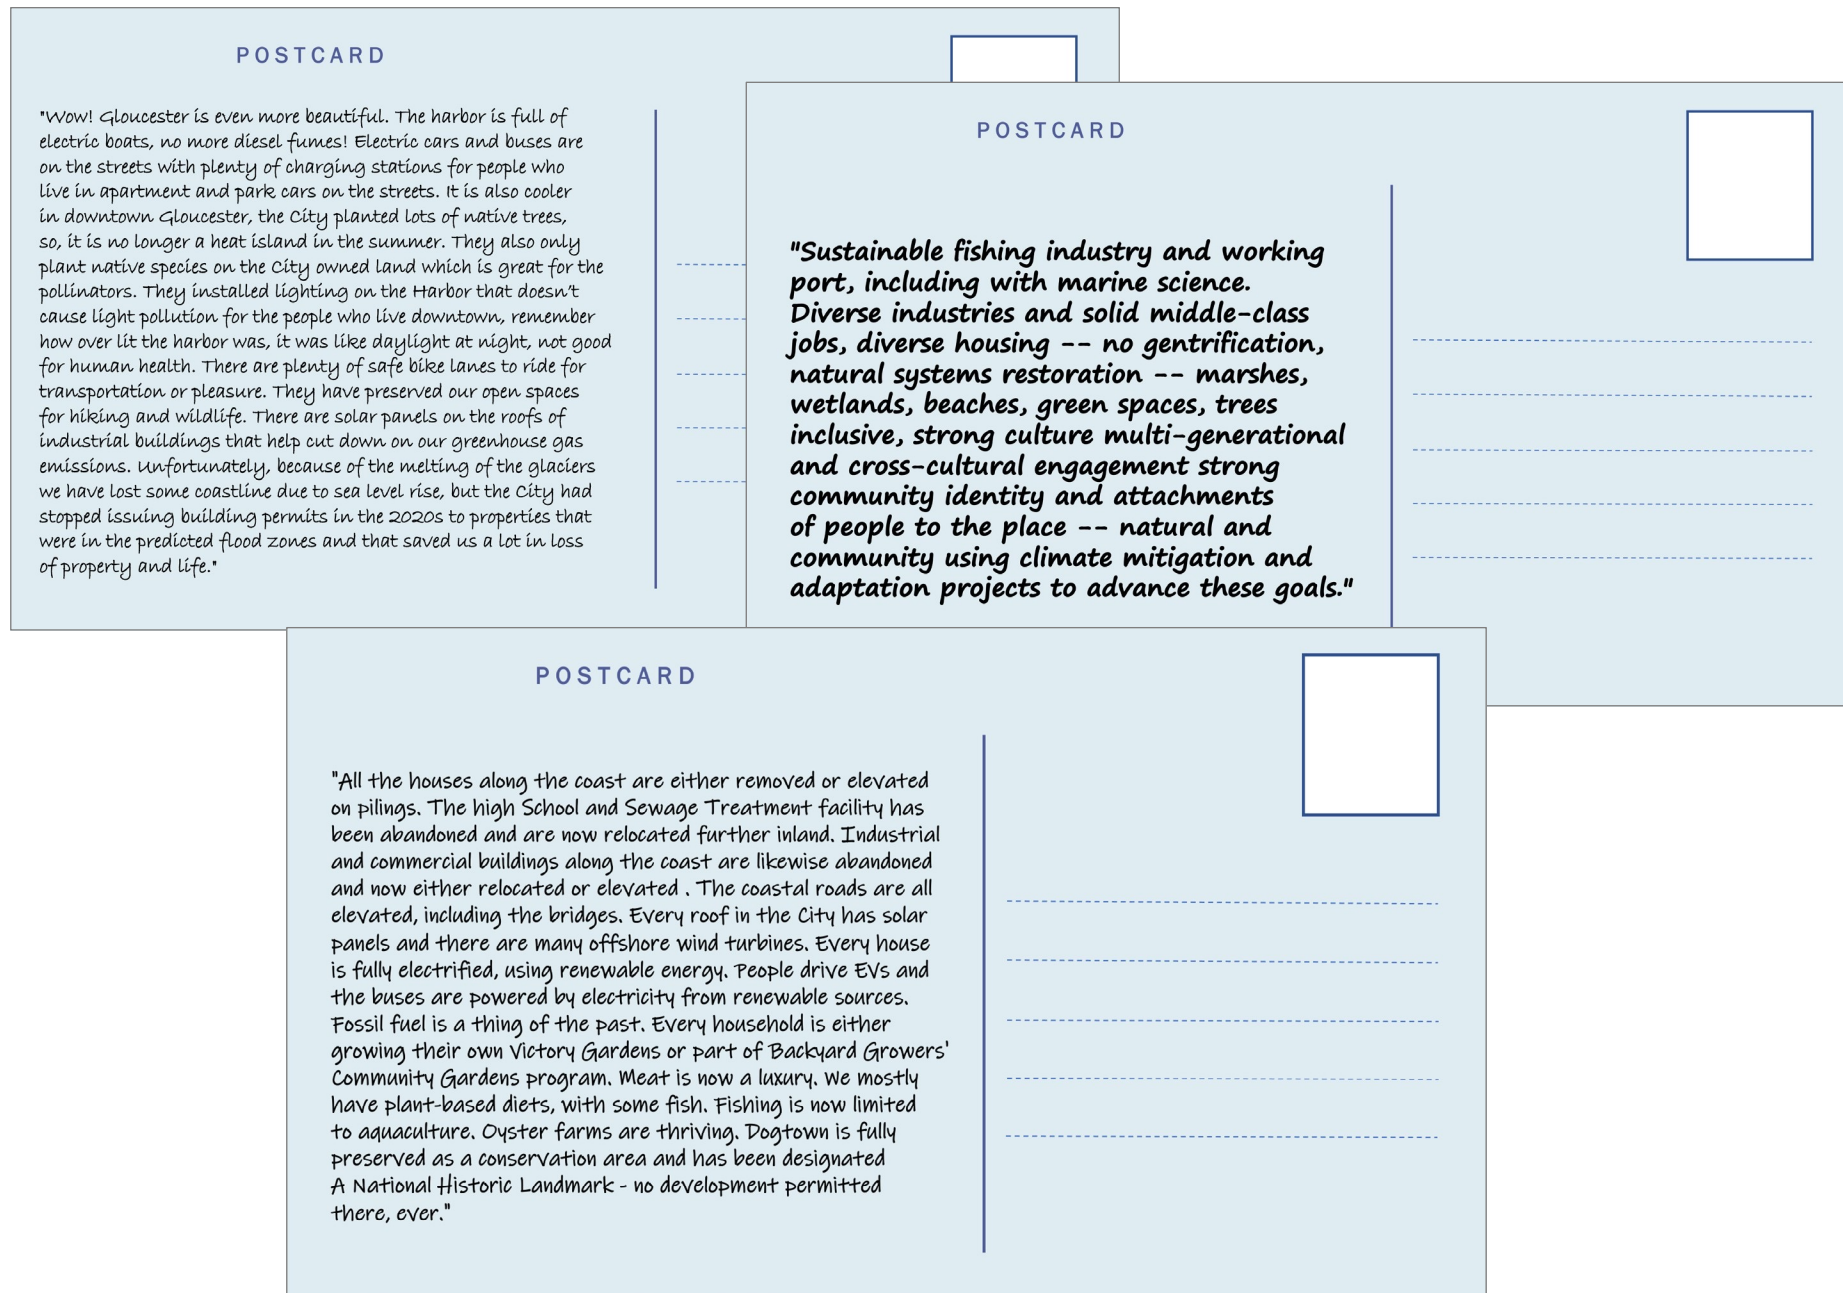 POSTCARD
"Wow! Gloucester is even more beautiful. The harbor is full of
electric boats, no more diesel fumes! Electric cars and buses are
on the streets with plenty of charging stations for people who
live in apartment and park cars on the streets. It is also cooler
in downtown Gloucester, the City planted lots of native trees,
so, it is no longer a heat island in the summer. They also only
plant native species on the City owned land which is great for the
pollinators. They installed lighting on the Harbor that doesn't
cause light pollution for the people who live downtown, remember
how over lit the harbor was, it was like daylight at night, not good
for human health. There are plenty of safe bike lanes to ride for
transportation or pleasure. They have preserved our open spaces
for hiking and wildlife. There are solar panels on the roofs of
industrial buildings that help cut down on our greenhouse gas
emissions. Unfortunately, because of the melting of the glaciers
we have lost some coastline due to sea level rise, but the City had
stopped issuing building permits in the 2020s to properties that
were in the predicted flood zones and that saved us a lot in loss
of property and life."
POSTCARD
"Sustainable fishing industry and working
port, including with marine science.
Diverse industries and solid middle-class
jobs, diverse housing -- no gentrification,
natural systems restoration -- marshes,
wetlands, beaches, green spaces, trees
inclusive, strong culture multi-generational
and cross-cultural engagement strong
community identity and attachments
of people to the place -- natural and
community using climate mitigation and
adaptation projects to advance these goals."
POSTCARD
"All the houses along the coast are either removed or elevated
on pilings. The high School and Sewage Treatment facility has
been abandoned and are now relocated further inland. Industrial
and commercial buildings along the coast are likewise abandoned
and now either relocated or elevated . The coastal roads are all
elevated, including the bridges. Every roof in the City has solar
panels and there are many offshore wind turbines. Every house
is fully electrified, using renewable energy. People drive EVs and
the buses are powered by electricity from renewable sources.
Fossil fuel is a thing of the past. Every household is either
growing their own Victory Gardens or part of Backyard Growers'
Community Gardens program. Meat is now a luxury. We mostly
have plant-based diets, with some fish. Fishing is now limited
to aquaculture. Oyster farms are thriving. Dogtown is fully
preserved as a conservation area and has been designated
A National Historic Landmark - no development permitted
there, ever."